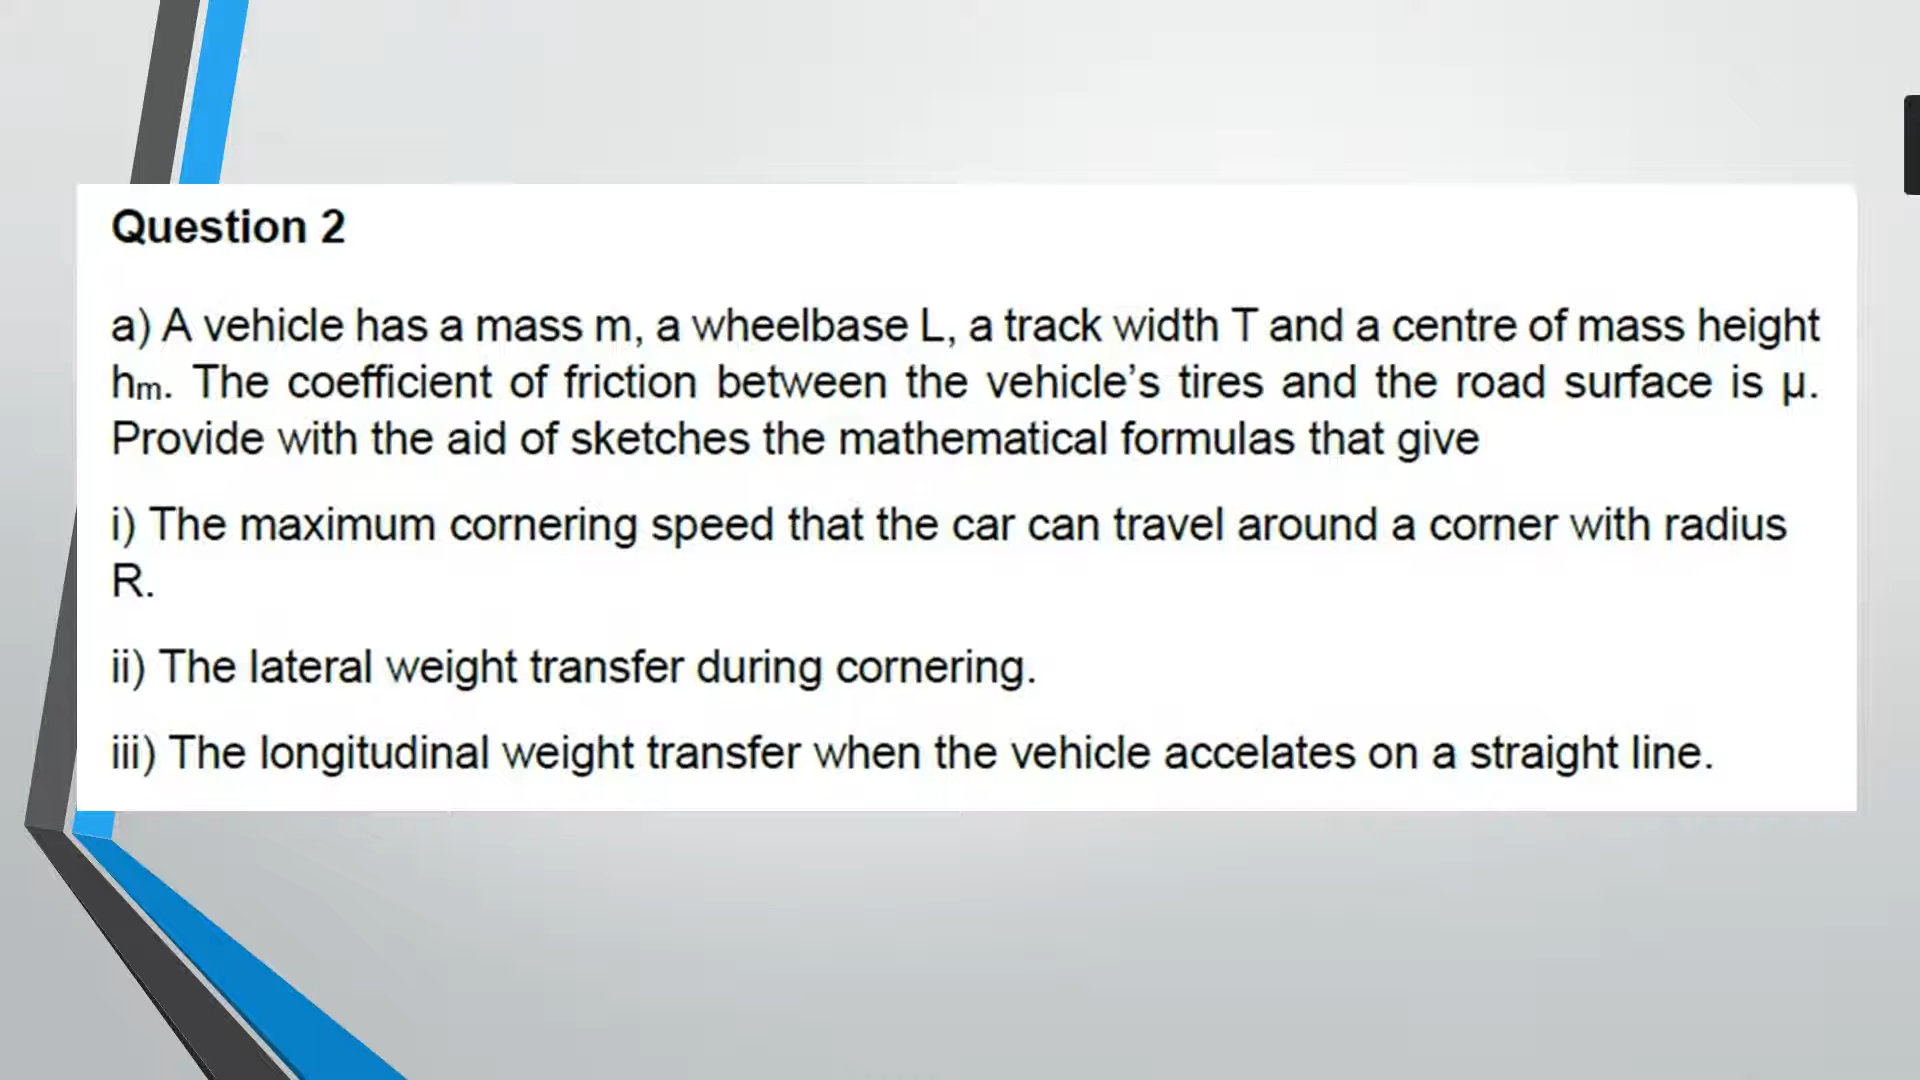 Question 2
a) A vehicle has a mass m, a wheelbase L, a track width T and a centre of mass height
hm. The coefficient of friction between the vehicle's tires and the road surface is μ.
Provide with the aid of sketches the mathematical formulas that give
i) The maximum cornering speed that the car can travel around a corner with radius
R.
ii) The lateral weight transfer during cornering.
iii) The longitudinal weight transfer when the vehicle accelates on a straight line.